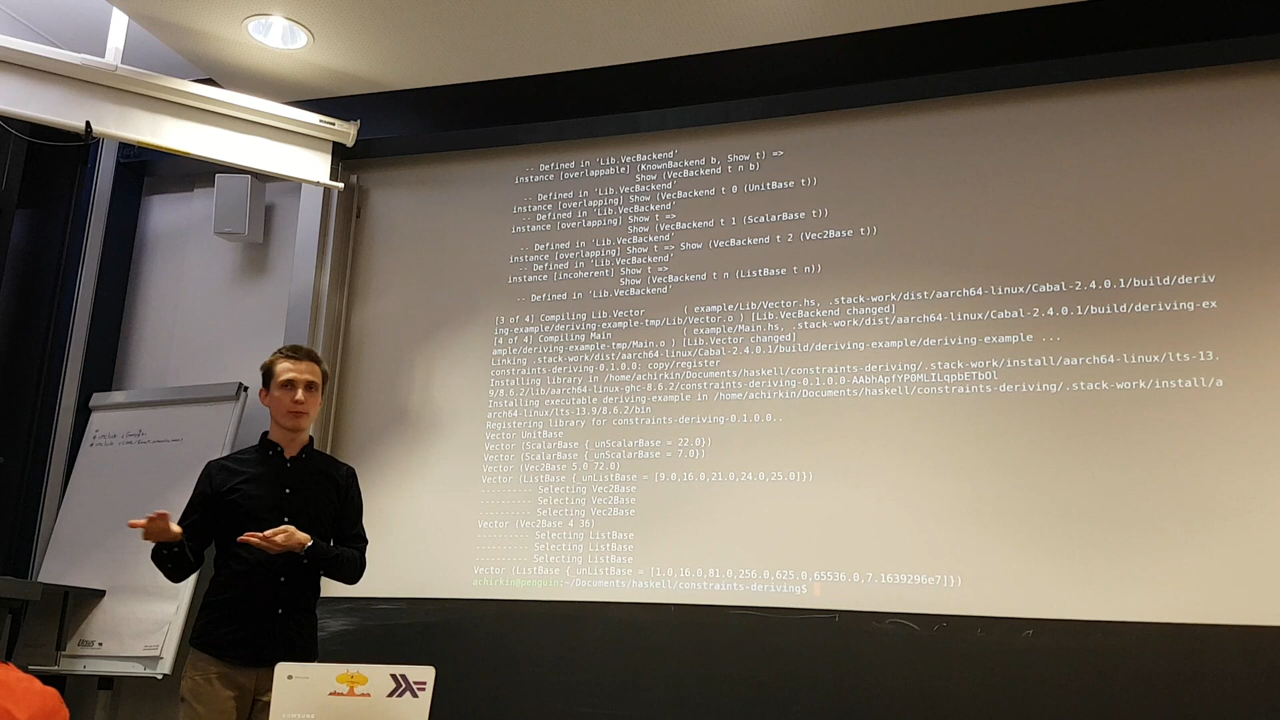 -- Defined in ‘Lib.VecBackend’
instance [overlappable] (KnownBackend b, Show t) =>
Show (VecBackend t n b)
-- Defined in ‘Lib.VecBackend’
instance [overlapping] Show (VecBackend t 0 (UnitBase t))
-- Defined in ‘Lib.VecBackend’
instance [overlapping] Show t =>
Show (VecBackend t 1 (ScalarBase t))
-- Defined in ‘Lib.VecBackend’
instance [overlapping] Show t => Show (VecBackend t 2 (Vec2Base t))
-- Defined in ‘Lib.VecBackend’
instance [incoherent] Show t =>
Show (VecBackend t n (ListBase t n))
-- Defined in ‘Lib.VecBackend’
[3 of 4] Compiling Lib.Vector ( example/Lib/Vector.hs, .stack-work/dist/aarch64-linux/Cabal-2.4.0.1/build/deriv
ing-example/deriving-example-tmp/Lib/Vector.o ) [Lib.VecBackend changed]
[4 of 4] Compiling Main ( example/Main.hs, .stack-work/dist/aarch64-linux/Cabal-2.4.0.1/build/deriving-ex
ample/deriving-example-tmp/Main.o ) [Lib.Vector changed]
Linking .stack-work/dist/aarch64-linux/Cabal-2.4.0.1/build/deriving-example/deriving-example ...
constraints-deriving-0.1.0.0: copy/register
Installing library in /home/achirkin/Documents/haskell/constraints-deriving/.stack-work/install/aarch64-linux/lts-13.
9/8.6.2/lib/aarch64-linux-ghc-8.6.2/constraints-deriving-0.1.0.0-AAbhApfYP0MLILqpbETbOl
Installing executable deriving-example in /home/achirkin/Documents/haskell/constraints-deriving/.stack-work/install/a
arch64-linux/lts-13.9/8.6.2/bin
Registering library for constraints-deriving-0.1.0.0..
Vector UnitBase
Vector (ScalarBase {_unScalarBase = 22.0})
Vector (ScalarBase {_unScalarBase = 7.0})
Vector (Vec2Base 5.0 72.0)
Vector (ListBase {_unListBase = [9.0,16.0,21.0,24.0,25.0]})
---------- Selecting Vec2Base
---------- Selecting Vec2Base
---------- Selecting Vec2Base
Vector (Vec2Base 4 36)
---------- Selecting ListBase
---------- Selecting ListBase
---------- Selecting ListBase
Vector (ListBase {_unListBase = [1.0,16.0,81.0,256.0,625.0,65536.0,7.1639296e7]})
achirkin@penguin:~/Documents/haskell/constraints-deriving$
SAMSUNG